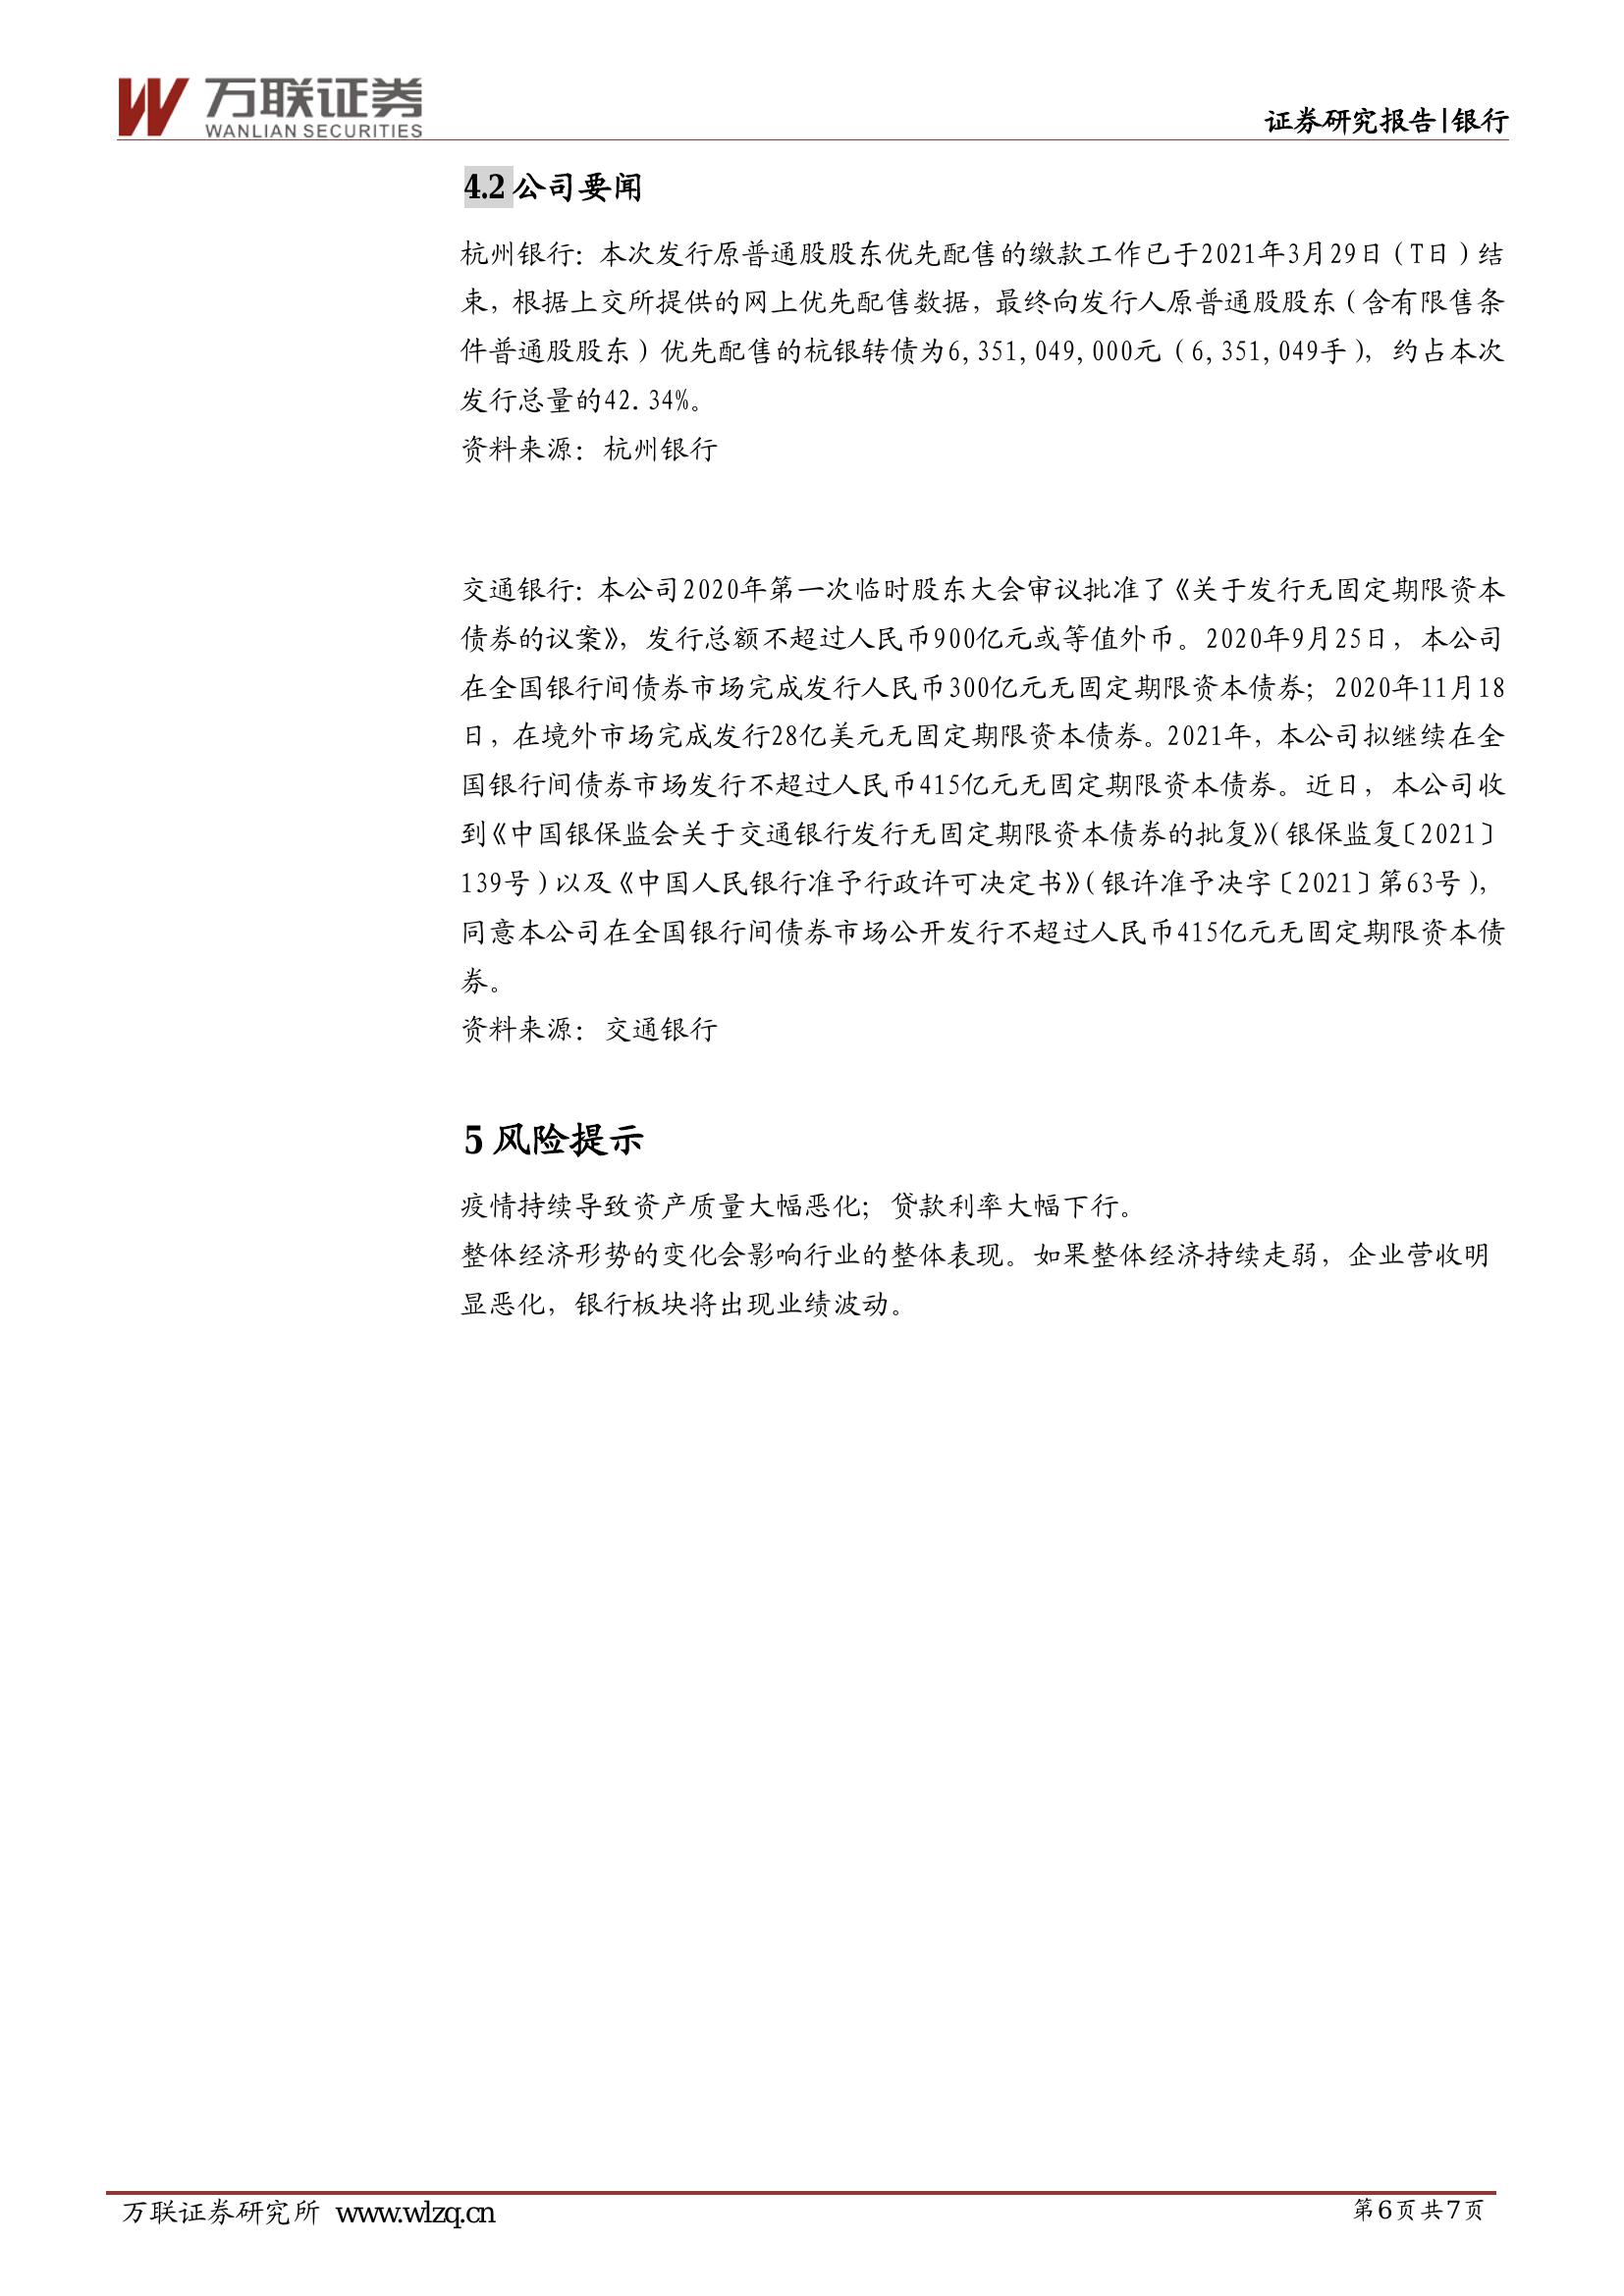 万联证券
WANLIAN SECURITIES
证券研究报告|银行
4.2 公司要闻
杭州银行：本次发行原普通股股东优先配售的缴款工作已于2021年3月29日（T日）结
束，根据上交所提供的网上优先配售数据，最终向发行人原普通股股东（含有限售条
件普通股股东）优先配售的杭银转债为6,351,049,000元（6,351,049手），约占本次
发行总量的42.34%。
资料来源：杭州银行
交通银行：本公司2020年第一次临时股东大会审议批准了《关于发行无固定期限资本
债券的议案》，发行总额不超过人民币900亿元或等值外币。2020年9月25日，本公司
在全国银行间债券市场完成发行人民币300亿元无固定期限资本债券；2020年11月18
日，在境外市场完成发行28亿美元无固定期限资本债券。2021年，本公司拟继续在全
国银行间债券市场发行不超过人民币415亿元无固定期限资本债券。近日，本公司收
到《中国银保监会关于交通银行发行无固定期限资本债券的批复》（银保监复〔2021〕
139号）以及《中国人民银行准予行政许可决定书》（银许准予决字〔2021〕第63号），
同意本公司在全国银行间债券市场公开发行不超过人民币415亿元无固定期限资本债
券。
资料来源：交通银行
5 风险提示
疫情持续导致资产质量大幅恶化；贷款利率大幅下行。
整体经济形势的变化会影响行业的整体表现。如果整体经济持续走弱，企业营收明
显恶化，银行板块将出现业绩波动。
万联证券研究所 www.wlzq.cn
第6页共7页